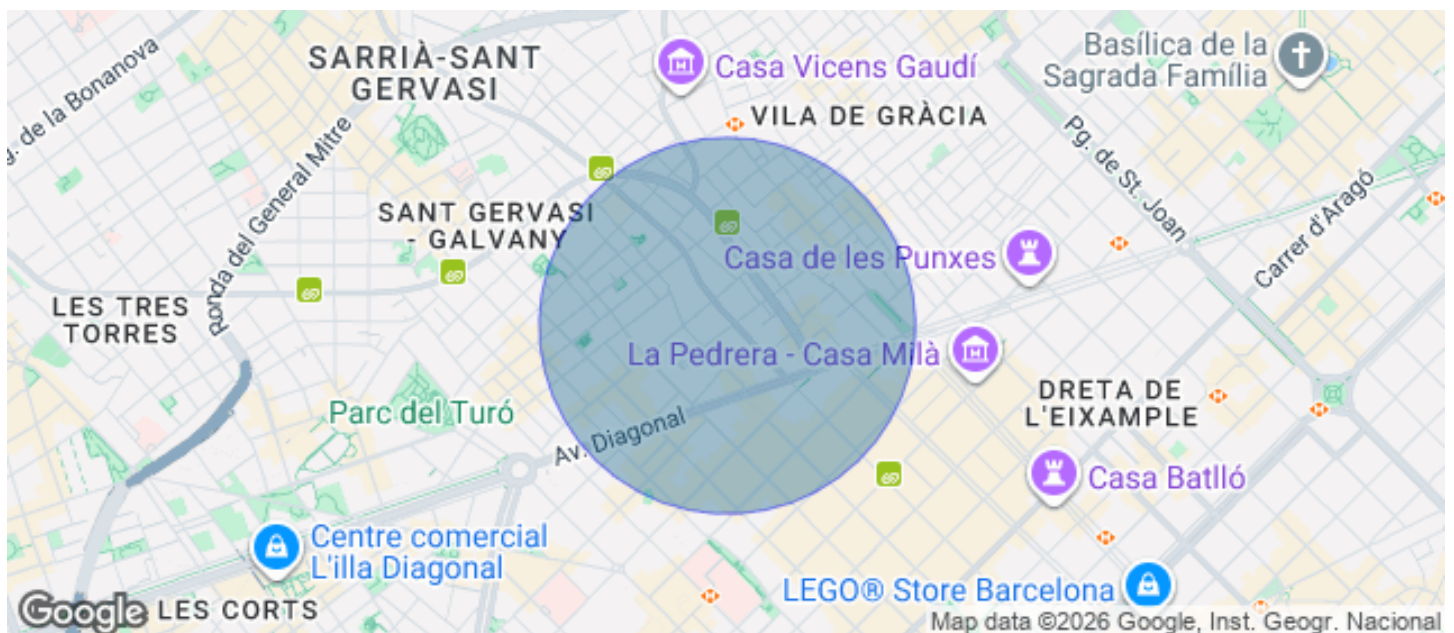 SARRIÀ-SANT
GERVASI
Casa Vicens Gaudí
Basílica de la
Sagrada Família
g. de la Bonanova
VILA DE GRÀCIA
Ronda del General Mitre
Pg. de St. Joan
Carrer d'Aragó
SANT GERVASI
- GALVANY
Casa de les Punxes
LES TRES
TORRES
La Pedrera - Casa Milà
DRETA DE
L'EIXAMPLE
Parc del Turó
Av. Diagonal
Casa Batlló
Centre comercial
L'illa Diagonal
LEGO® Store Barcelona
Google
LES CORTS
Map data ©2026 Google, Inst. Geogr. Nacional